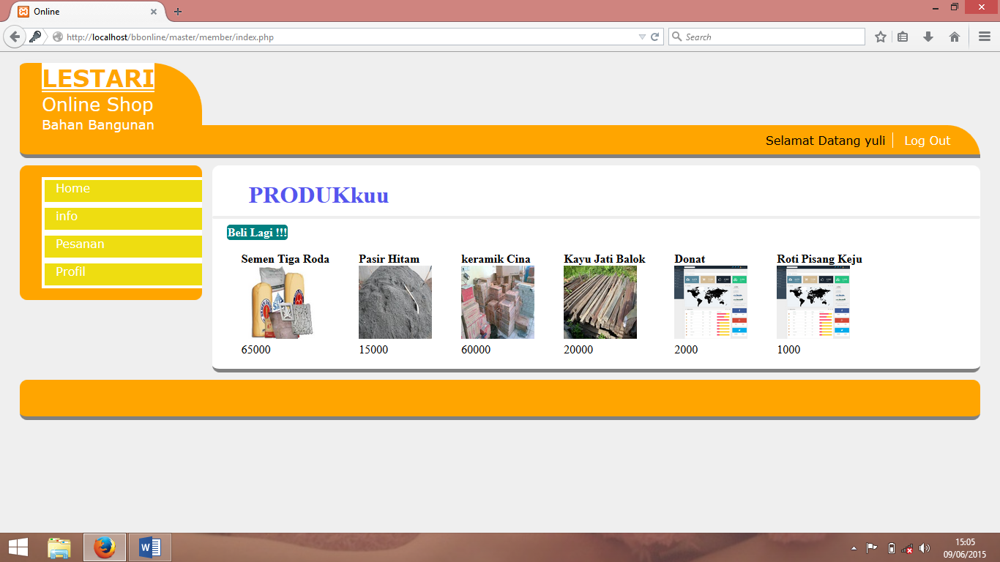 Online
http://localhost/bbonline/master/member/index.php
Search
LESTARI
Online Shop
Bahan Bangunan
Selamat Datang yuli
Log Out
Home
info
Pesanan
Profil
PRODUKkuu
Beli Lagi !!!
Semen Tiga Roda
Pasir Hitam
keramik Cina
Kayu Jati Balok
Donat
Roti Pisang Keju
65000
15000
60000
20000
2000
1000
15:05
09/06/2015